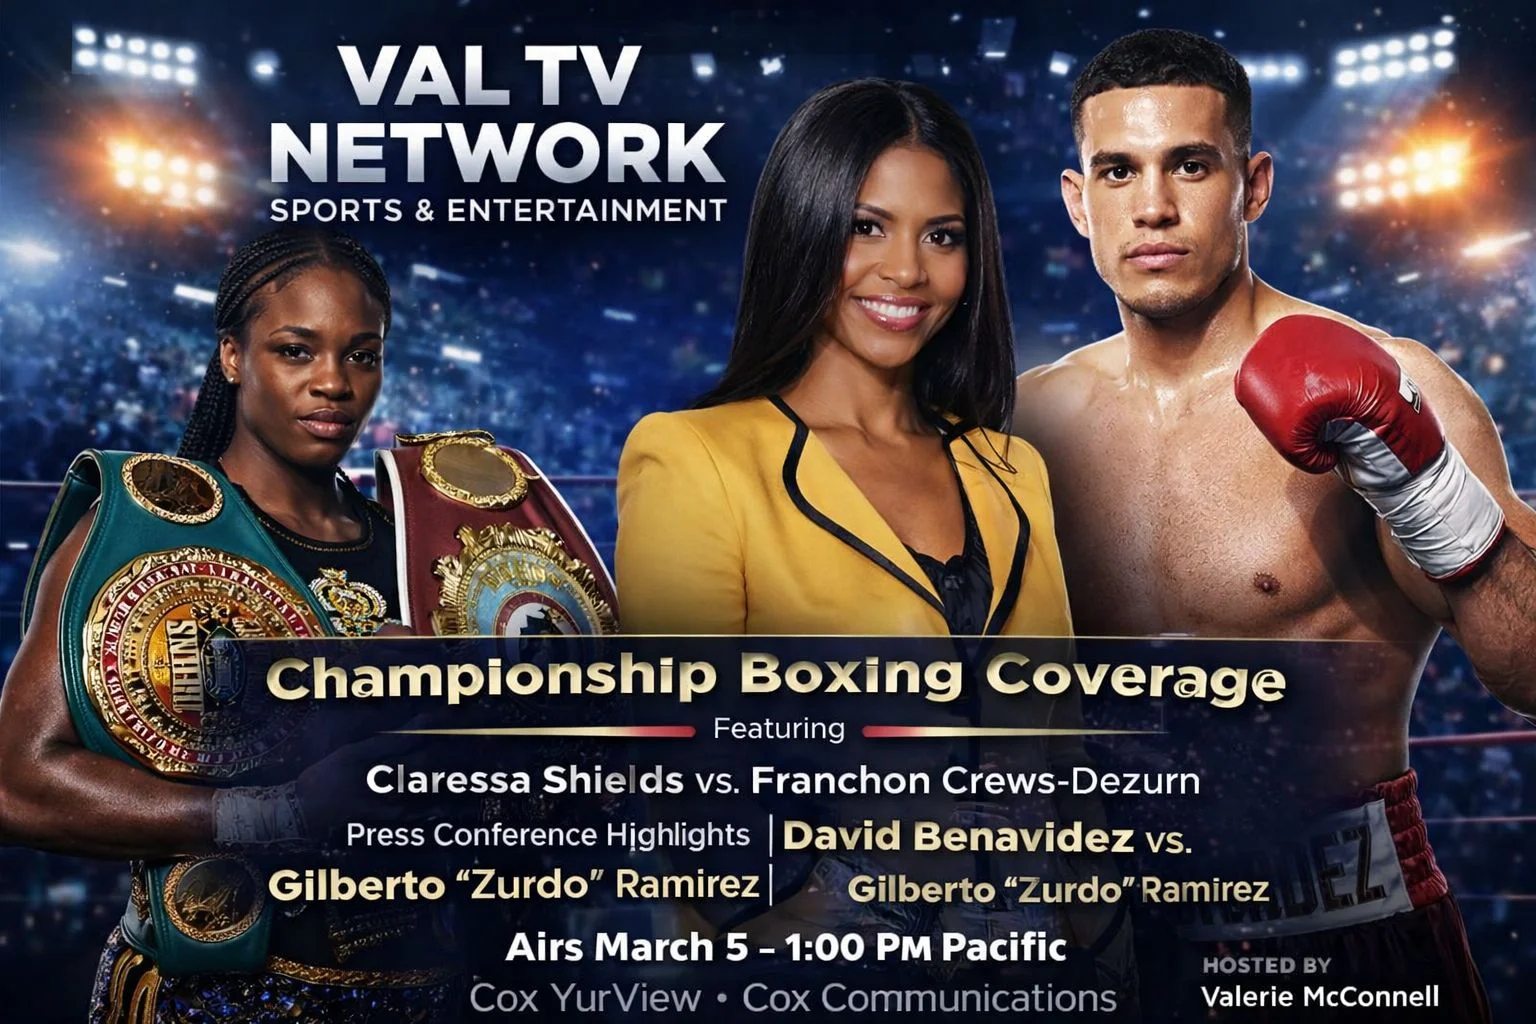 VAL TV
NETWORK
SPORTS & ENTERTAINMENT
Championship Boxing Coverage
Featuring
Claressa Shields vs. Franchon Crews-Dezurn
Press Conference Highlights | David Benavidez vs.
Gilberto “Zurdo” Ramirez | Gilberto “Zurdo” Ramirez
Airs March 5 – 1:00 PM Pacific
Cox YurView • Cox Communications
HOSTED BY
Valerie McConnell